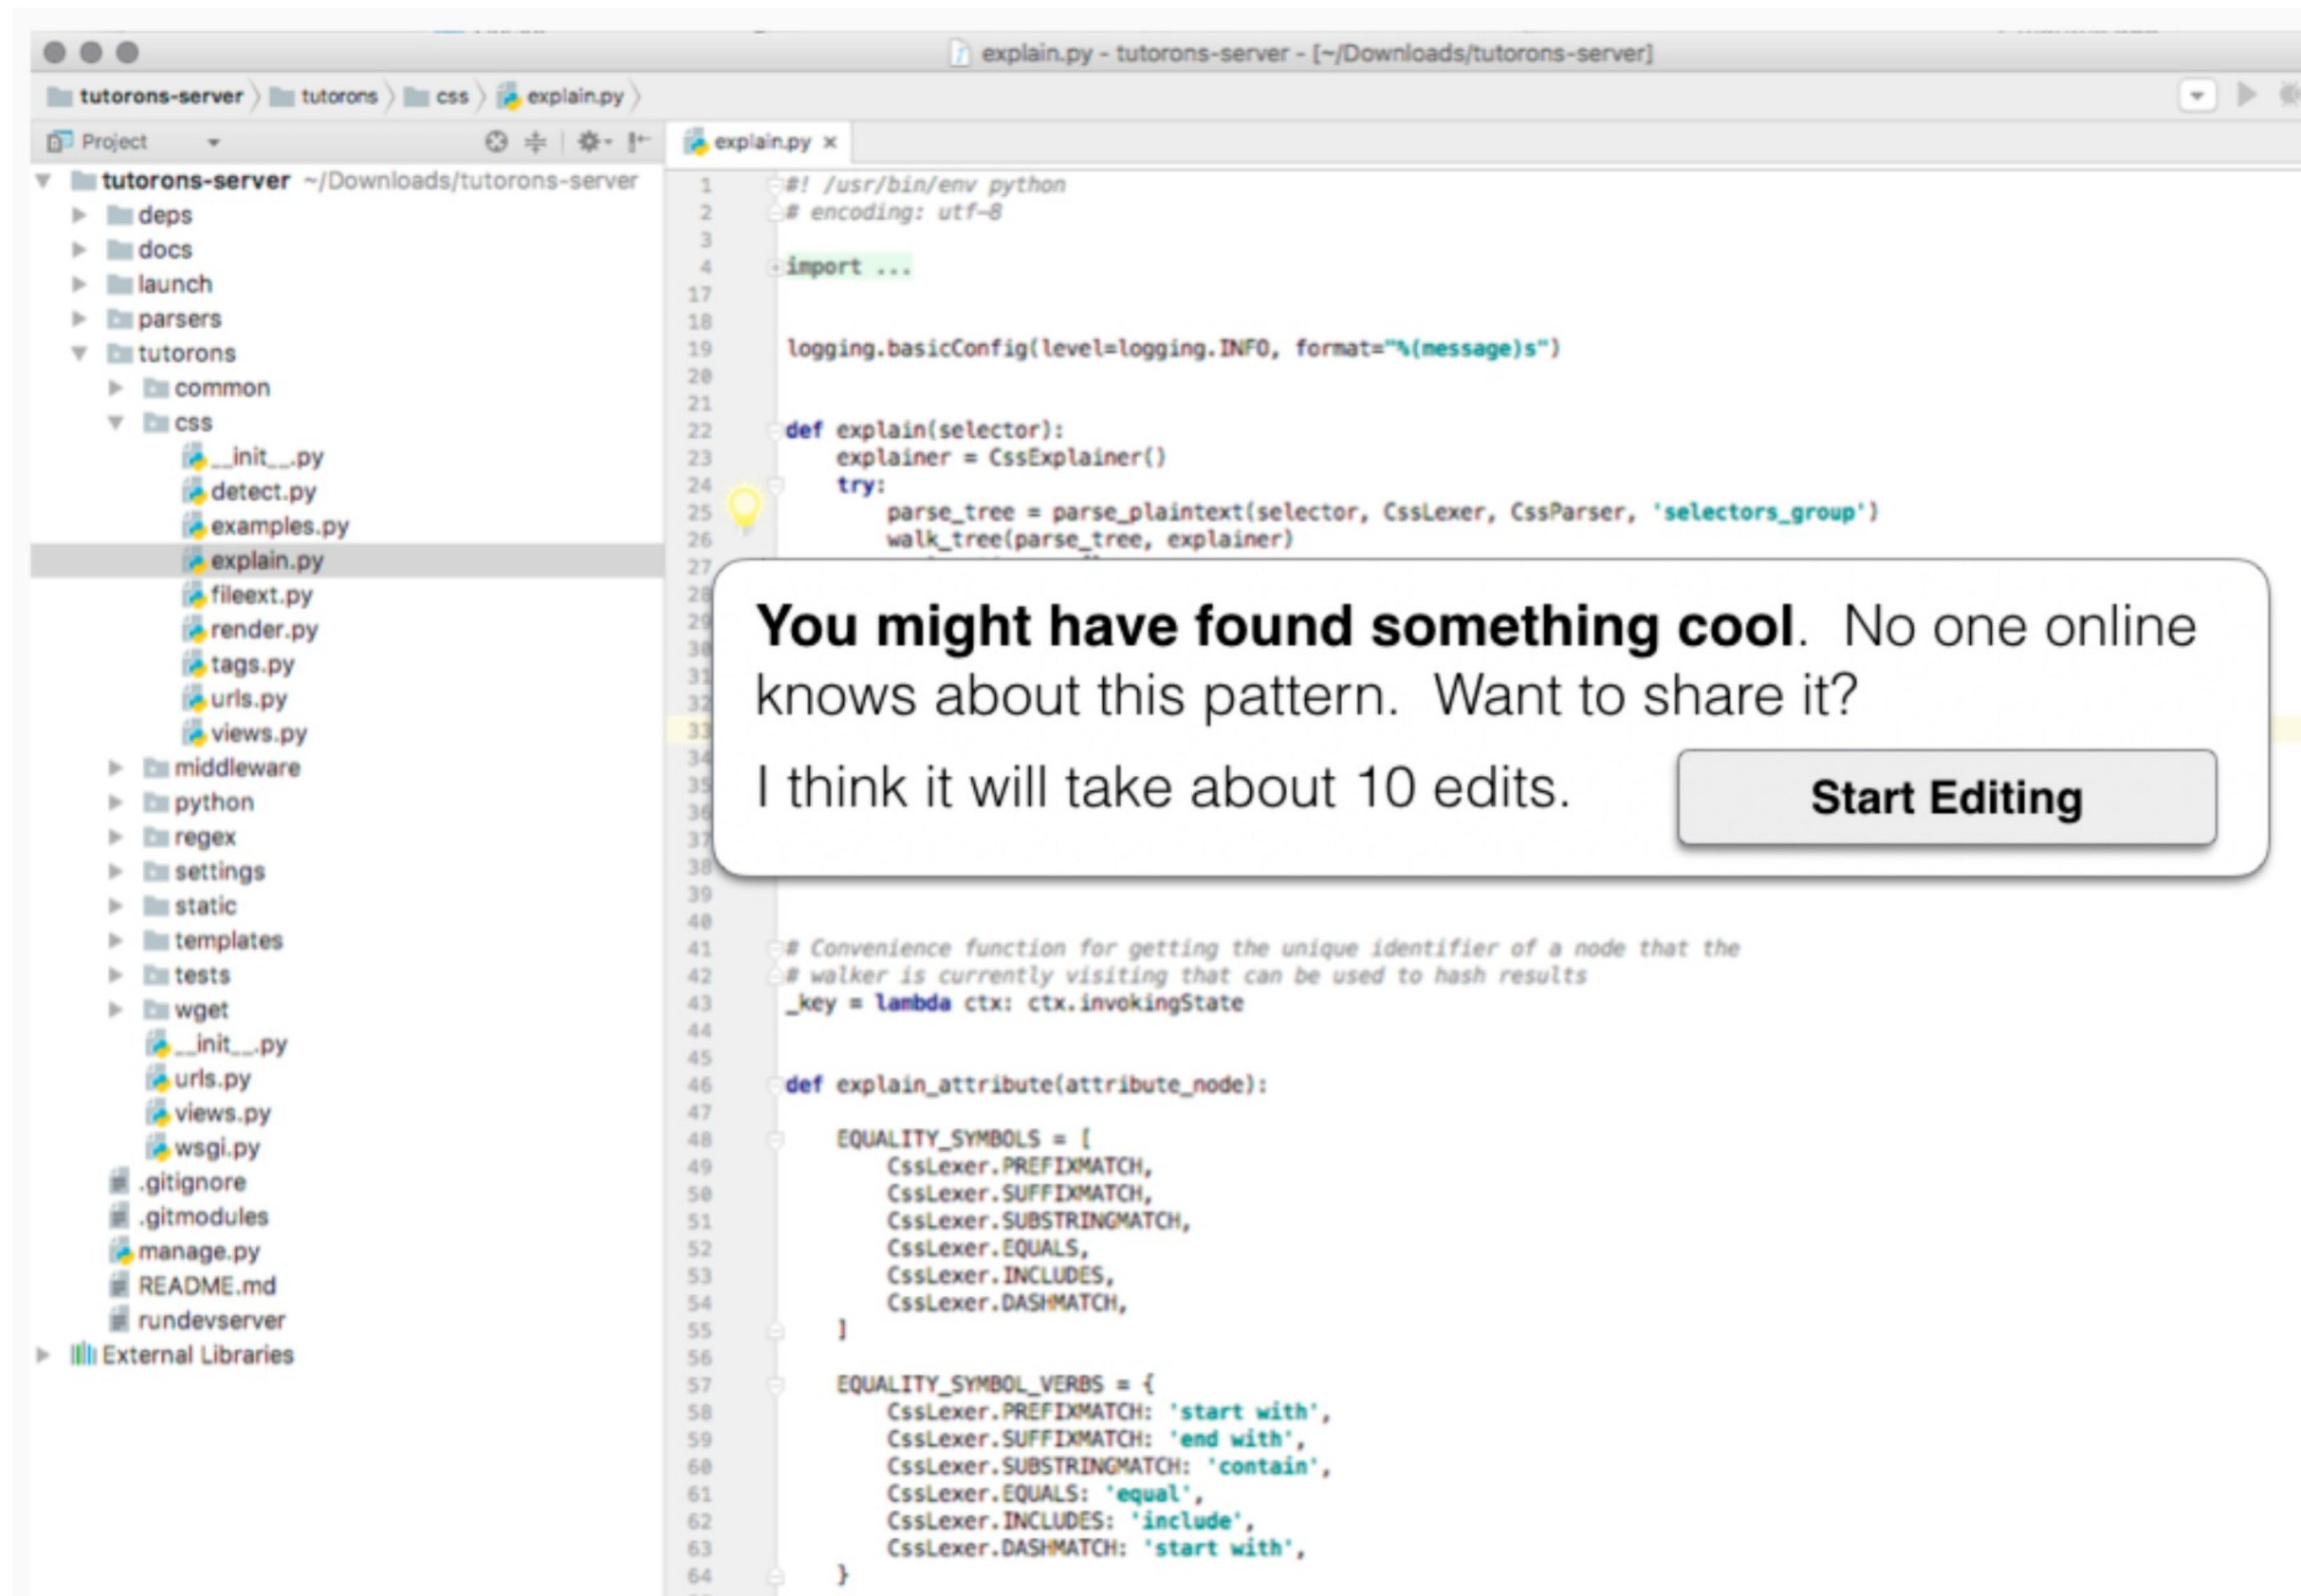 explain.py - tutorons-server - [~/Downloads/tutorons-server]
tutorons-server tutorons css explain.py
Project
explain.py
tutorons-server ~/Downloads/tutorons-server
deps
docs
launch
parsers
tutorons
common
css
__init__.py
detect.py
examples.py
explain.py
fileext.py
render.py
tags.py
urls.py
views.py
middleware
python
regex
settings
static
templates
tests
wget
__init__.py
urls.py
views.py
wsgi.py
.gitignore
.gitmodules
manage.py
README.md
rundevserver
External Libraries
1 #! /usr/bin/env python
2 # encoding: utf-8
3
4 import ...
17
18
19 logging.basicConfig(level=logging.INFO, format="%(message)s")
20
21
22 def explain(selector):
23 explainer = CssExplainer()
24 try:
25 parse_tree = parse_plaintext(selector, CssLexer, CssParser, 'selectors_group')
26 walk_tree(parse_tree, explainer)
27
28
29
30
31
32
33
34
35
36
37
38
You might have found something cool. No one online
knows about this pattern. Want to share it?
I think it will take about 10 edits.
Start Editing
39
40
41 # Convenience function for getting the unique identifier of a node that the
42 # walker is currently visiting that can be used to hash results
43 _key = lambda ctx: ctx.invokingState
44
45
46 def explain_attribute(attribute_node):
47
48 EQUALITY_SYMBOLS = [
49 CssLexer.PREFIXMATCH,
50 CssLexer.SUFFIXMATCH,
51 CssLexer.SUBSTRINGMATCH,
52 CssLexer.EQUALS,
53 CssLexer.INCLUDES,
54 CssLexer.DASHMATCH,
55 ]
56
57 EQUALITY_SYMBOL_VERBS = {
58 CssLexer.PREFIXMATCH: 'start with',
59 CssLexer.SUFFIXMATCH: 'end with',
60 CssLexer.SUBSTRINGMATCH: 'contain',
61 CssLexer.EQUALS: 'equal',
62 CssLexer.INCLUDES: 'include',
63 CssLexer.DASHMATCH: 'start with',
64 }